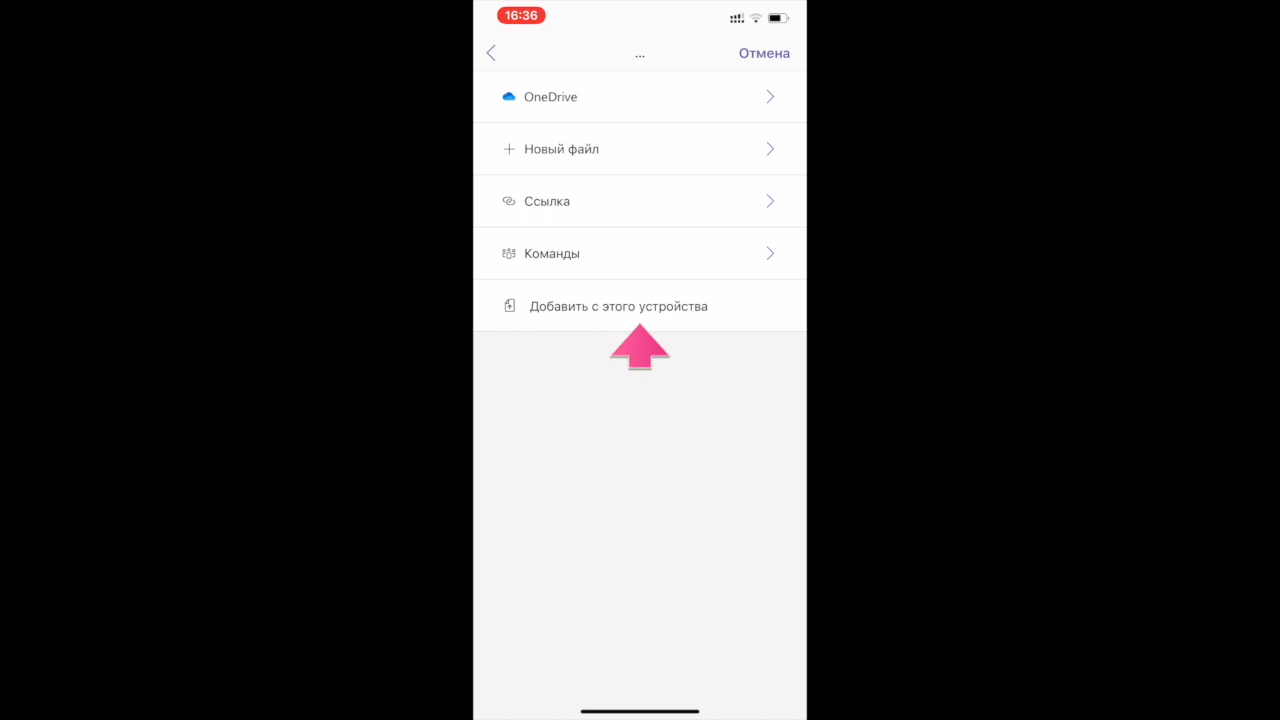 16:36
... Отмена
OneDrive
Новый файл
Ссылка
Команды
Добавить с этого устройства